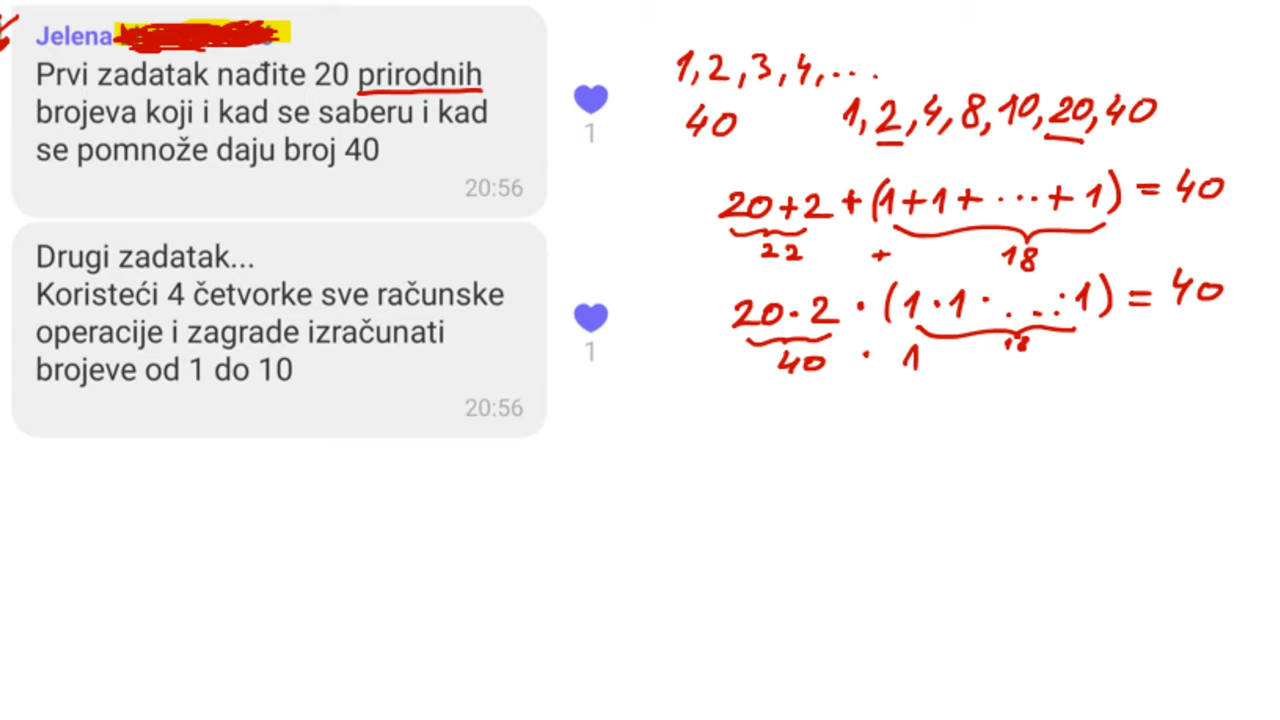 Jelena
Prvi zadatak nađite 20 prirodnih
brojeva koji i kad se saberu i kad
se pomnože daju broj 40
20:56
1
Drugi zadatak...
Koristeći 4 četvorke sve računske
operacije i zagrade izračunati
brojeve od 1 do 10
20:56
1
1, 2, 3, 4, ...
40 1, 2, 4, 8, 10, 20, 40
20+2 + (1+1+ ... + 1) = 40
22 + 18
20·2 · (1·1· ... ·1) = 40
40 · 1 18